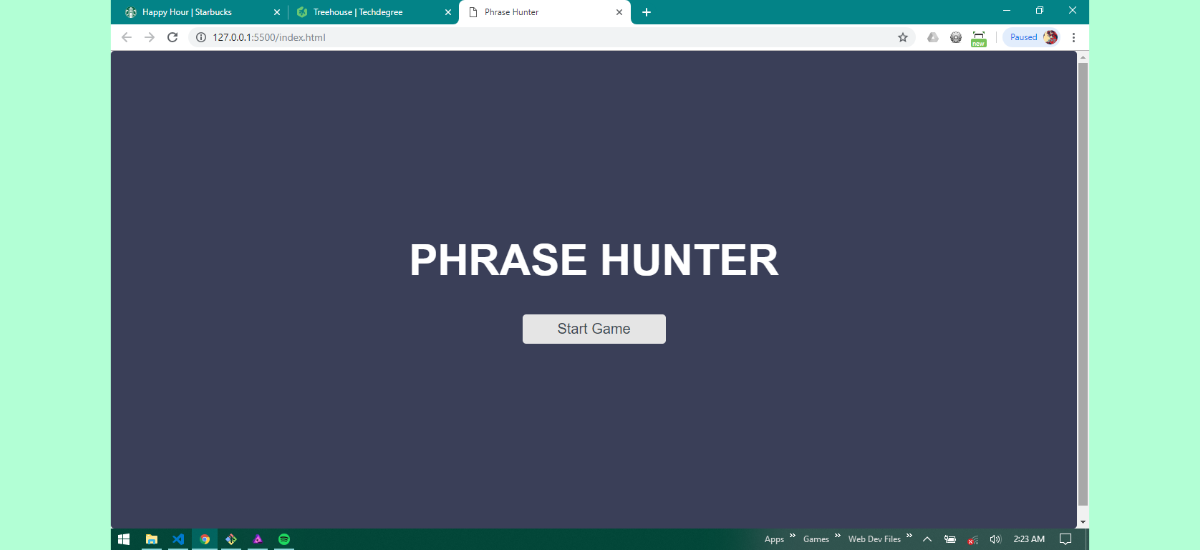 Happy Hour | Starbucks
Treehouse | Techdegree
Phrase Hunter
127.0.0.1:5500/index.html
new
Paused
PHRASE HUNTER
Start Game
Apps
Games
Web Dev Files
2:23 AM